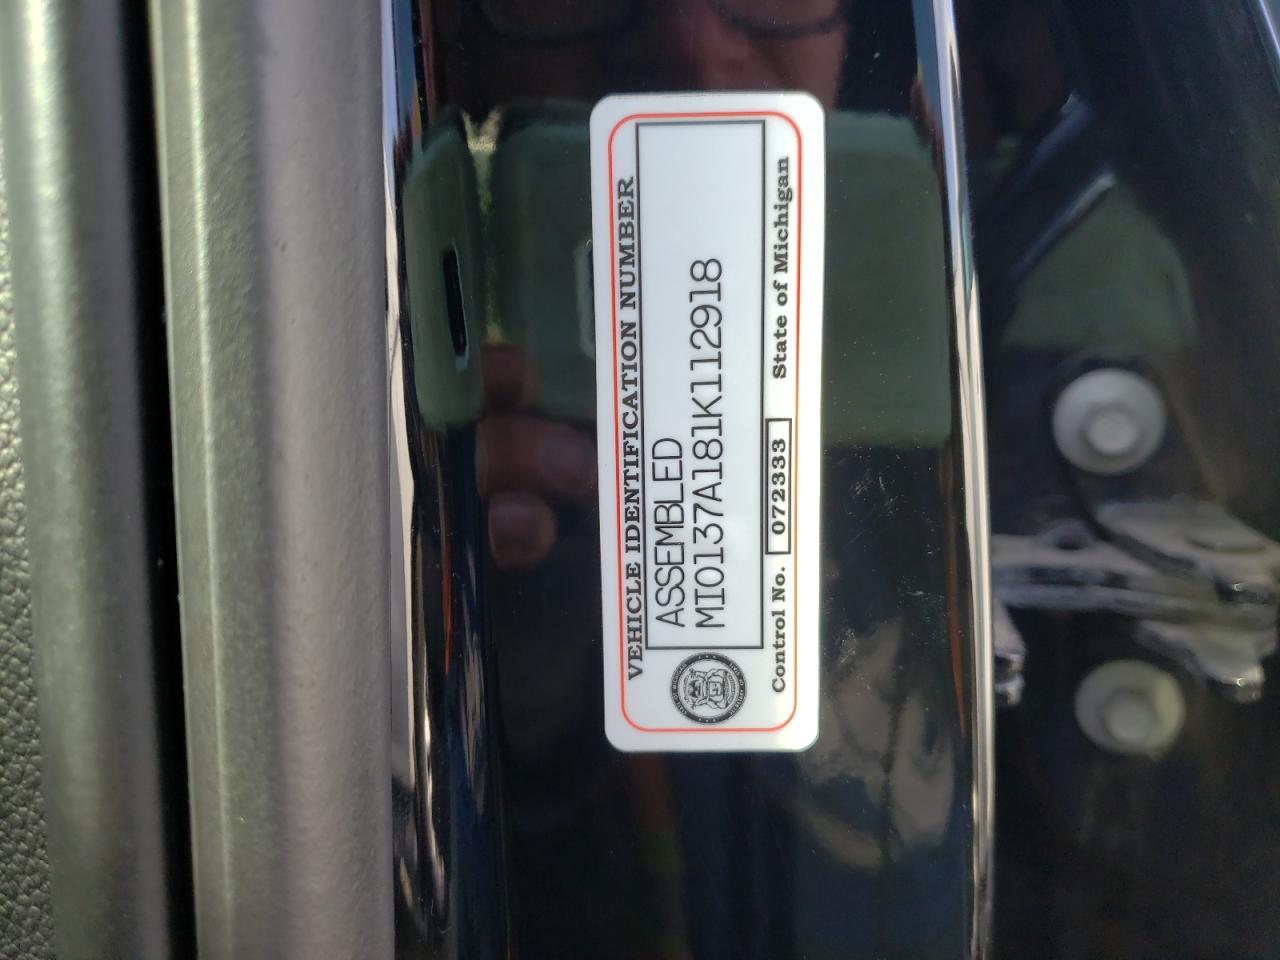 VEHICLE IDENTIFICATION NUMBER
ASSEMBLED
MI0137A181K112918
Control No. 072333 State of Michigan